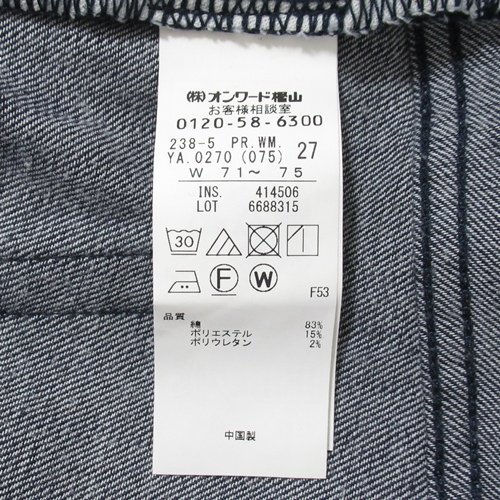 (株)オンワード樫山
お客様相談室
0120-58-6300
238-5 PR.WM.
YA.0270 (075) 27
W 71～ 75
INS. 414506
LOT 6688315
30
F W
F53
品質
綿 83%
ポリエステル 15%
ポリウレタン 2%
中国製